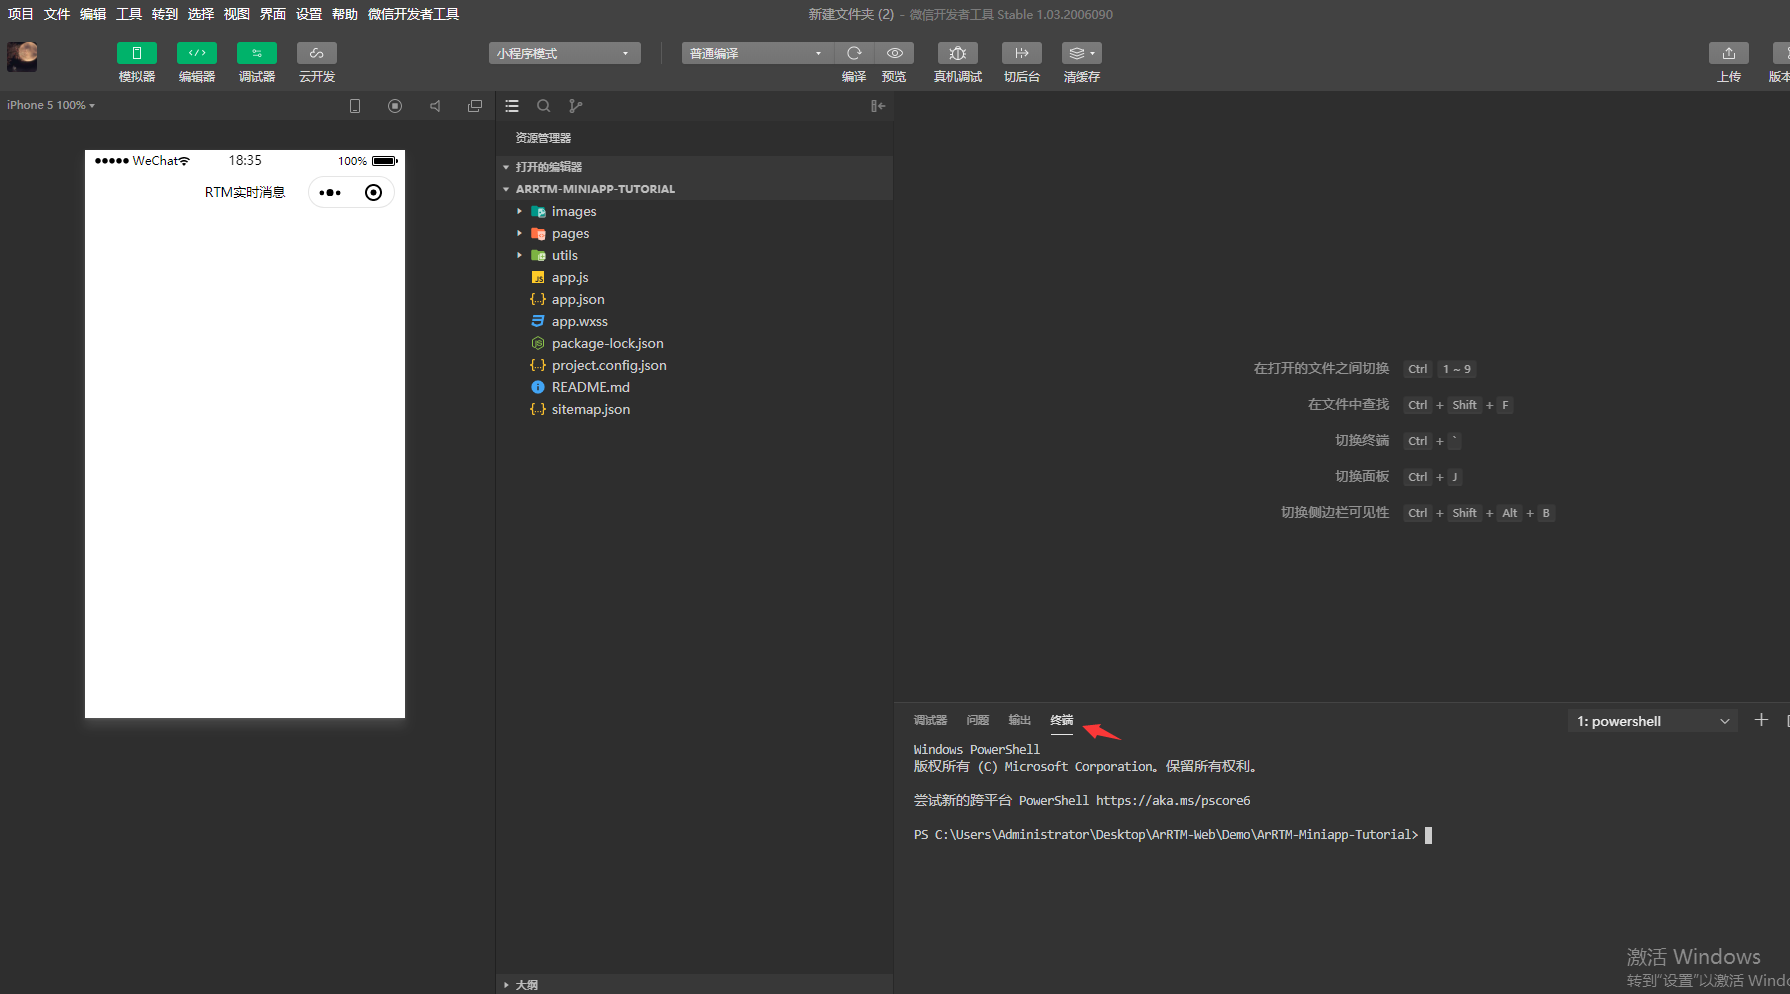 项目 文件 编辑 工具 转到 选择 视图 界面 设置 帮助 微信开发者工具
新建文件夹 (2) - 微信开发者工具 Stable 1.03.2006090
小程序模式
普通编译
模拟器
编辑器
调试器
云开发
编译
预览
真机调试
切后台
清缓存
上传
版本
iPhone 5 100%
WeChat
18:35
100%
RTM实时消息
资源管理器
打开的编辑器
ARRTM-MINIAPP-TUTORIAL
images
pages
utils
app.js
app.json
app.wxss
package-lock.json
project.config.json
README.md
sitemap.json
大纲
在打开的文件之间切换 Ctrl 1 ~ 9
在文件中查找 Ctrl + Shift + F
切换终端 Ctrl + `
切换面板 Ctrl + J
切换侧边栏可见性 Ctrl + Shift + Alt + B
调试器 问题 输出 终端
1: powershell
Windows PowerShell
版权所有 (C) Microsoft Corporation。保留所有权利。
尝试新的跨平台 PowerShell https://aka.ms/pscore6
PS C:\Users\Administrator\Desktop\ArRTM-Web\Demo\ArRTM-Miniapp-Tutorial>
激活 Windows
转到"设置"以激活 Wind